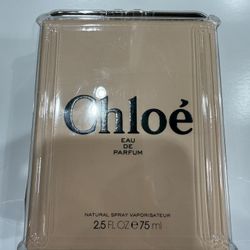 Chloé
EAU
DE
PARFUM
NATURAL SPRAY VAPORISATEUR
2.5 FL OZ ℮ 75 ml